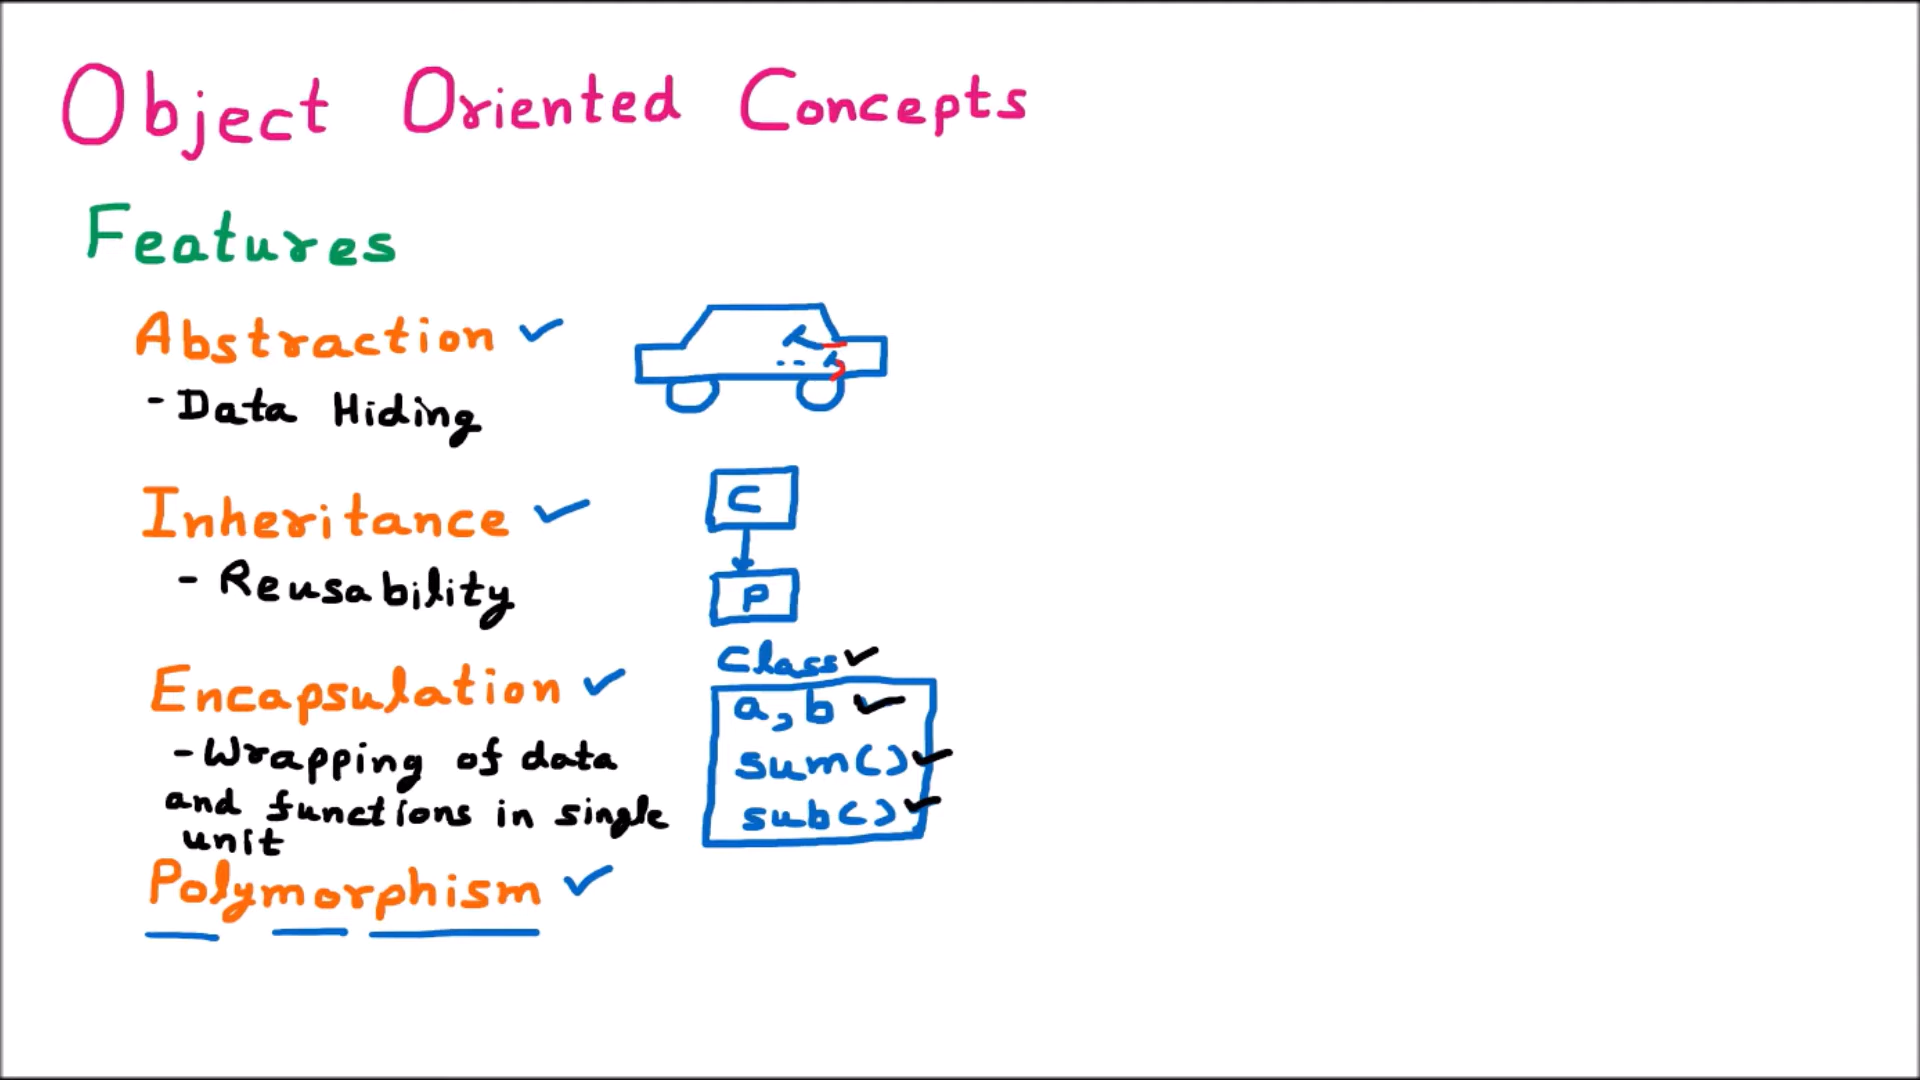 Object Oriented Concepts
Features
Abstraction
- Data Hiding
Inheritance
- Reusability
C
P
Encapsulation
- Wrapping of data
and functions in single
unit
Class
a, b
sum()
sub()
Polymorphism